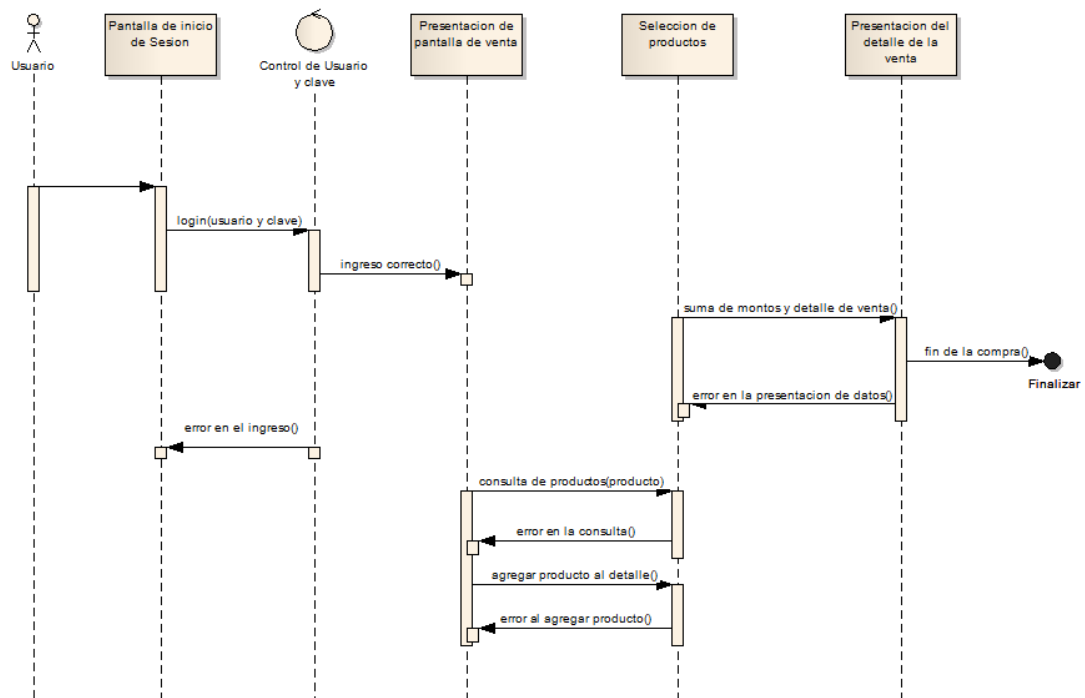 Usuario
Pantalla de inicio
de Sesion
Control de Usuario
y clave
Presentacion de
pantalla de venta
Seleccion de
productos
Presentacion del
detalle de la
venta
login(usuario y clave)
ingreso correcto()
suma de montos y detalle de venta()
fin de la compra()
Finalizar
error en la presentacion de datos()
error en el ingreso()
consulta de productos(producto)
error en la consulta()
agregar producto al detalle()
error al agregar producto()